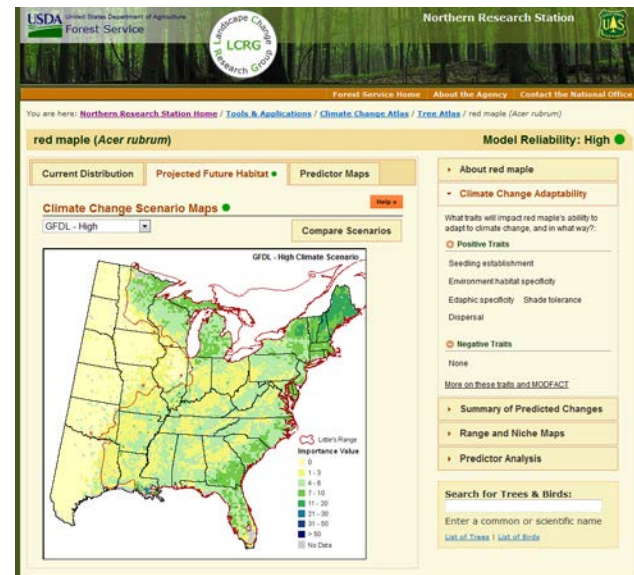 USDA United States Department of Agriculture
Forest Service
Landscape Change Research Group
LCRG
Northern Research Station
UAS
Forest Service Home | About the Agency | Contact the National Office
You are here: Northern Research Station Home / Tools & Applications / Climate Change Atlas / Tree Atlas / red maple (Acer rubrum)
red maple (Acer rubrum)
Model Reliability: High
Current Distribution
Projected Future Habitat
Predictor Maps
Climate Change Scenario Maps
Help »
GFDL - High
Compare Scenarios
GFDL - High Climate Scenario
Little's Range
Importance Value
0
1 - 3
4 - 6
7 - 10
11 - 20
21 - 30
31 - 50
> 50
No Data
About red maple
Climate Change Adaptability
What traits will impact red maple's ability to
adapt to climate change, and in what way?:
Positive Traits
Seedling establishment
Environment habitat specificity
Edaphic specificity Shade tolerance
Dispersal
Negative Traits
None
More on these traits and MODFACT
Summary of Predicted Changes
Range and Niche Maps
Predictor Analysis
Search for Trees & Birds:
Enter a common or scientific name
List of Trees | List of Birds